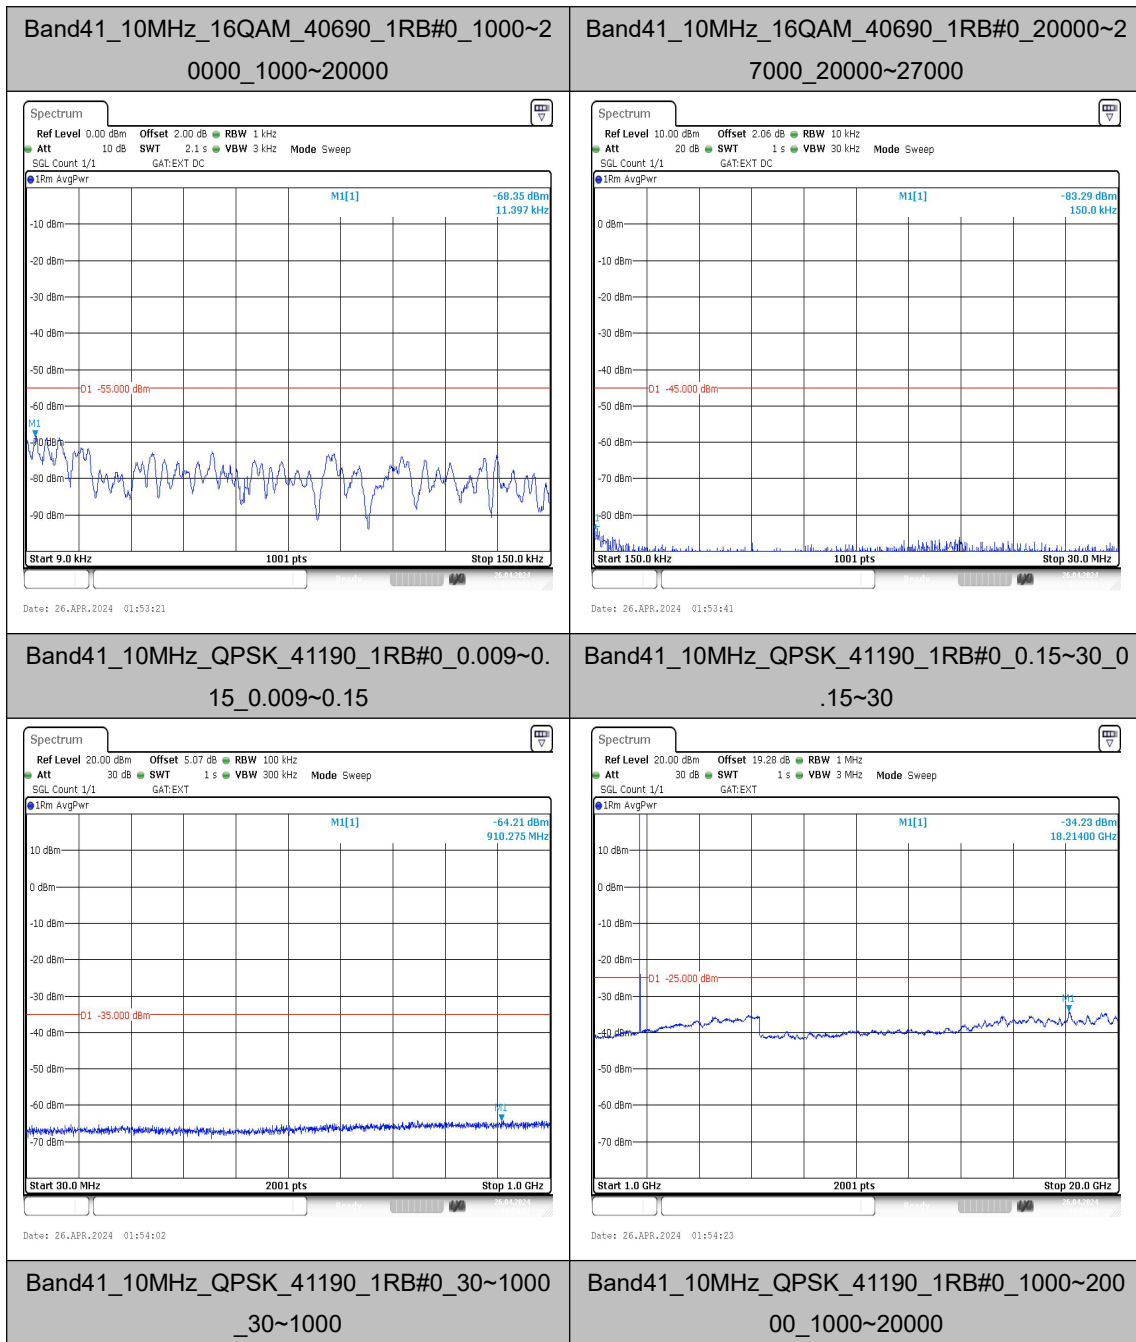 Band41_10MHz_16QAM_40690_1RB#0_1000~2
0000_1000~20000
Band41_10MHz_16QAM_40690_1RB#0_20000~2
7000_20000~27000
Spectrum
Ref Level 0.00 dBm Offset 2.00 dB RBW 1 kHz
Att 10 dB SWT 2.1 s VBW 3 kHz Mode Sweep
SGL Count 1/1 GAT:EXT DC
1Rm AvgPwr
M1[1] -68.35 dBm
11.397 kHz
-10 dBm
-20 dBm
-30 dBm
-40 dBm
-50 dBm
D1 -55.000 dBm
-60 dBm
M1
-70 dBm
-80 dBm
-90 dBm
Start 9.0 kHz 1001 pts Stop 150.0 kHz
Ready 26.04.2024
Date: 26.APR.2024 01:53:21
Spectrum
Ref Level 10.00 dBm Offset 2.06 dB RBW 10 kHz
Att 20 dB SWT 1 s VBW 30 kHz Mode Sweep
SGL Count 1/1 GAT:EXT DC
1Rm AvgPwr
M1[1] -83.29 dBm
150.0 kHz
0 dBm
-10 dBm
-20 dBm
-30 dBm
-40 dBm
D1 -45.000 dBm
-50 dBm
-60 dBm
-70 dBm
-80 dBm
Start 150.0 kHz 1001 pts Stop 30.0 MHz
Ready 26.04.2024
Date: 26.APR.2024 01:53:41
Band41_10MHz_QPSK_41190_1RB#0_0.009~0.
15_0.009~0.15
Band41_10MHz_QPSK_41190_1RB#0_0.15~30_0
.15~30
Spectrum
Ref Level 20.00 dBm Offset 5.07 dB RBW 100 kHz
Att 30 dB SWT 1 s VBW 300 kHz Mode Sweep
SGL Count 1/1 GAT:EXT
1Rm AvgPwr
M1[1] -64.21 dBm
910.275 MHz
10 dBm
0 dBm
-10 dBm
-20 dBm
-30 dBm
D1 -35.000 dBm
-40 dBm
-50 dBm
-60 dBm
M1
-70 dBm
Start 30.0 MHz 2001 pts Stop 1.0 GHz
Ready 26.04.2024
Date: 26.APR.2024 01:54:02
Spectrum
Ref Level 20.00 dBm Offset 19.28 dB RBW 1 MHz
Att 30 dB SWT 1 s VBW 3 MHz Mode Sweep
SGL Count 1/1 GAT:EXT
1Rm AvgPwr
M1[1] -34.23 dBm
18.21400 GHz
10 dBm
0 dBm
-10 dBm
-20 dBm
D1 -25.000 dBm
-30 dBm
M1
-40 dBm
-50 dBm
-60 dBm
-70 dBm
Start 1.0 GHz 2001 pts Stop 20.0 GHz
Ready 26.04.2024
Date: 26.APR.2024 01:54:23
Band41_10MHz_QPSK_41190_1RB#0_30~1000
_30~1000
Band41_10MHz_QPSK_41190_1RB#0_1000~200
00_1000~20000